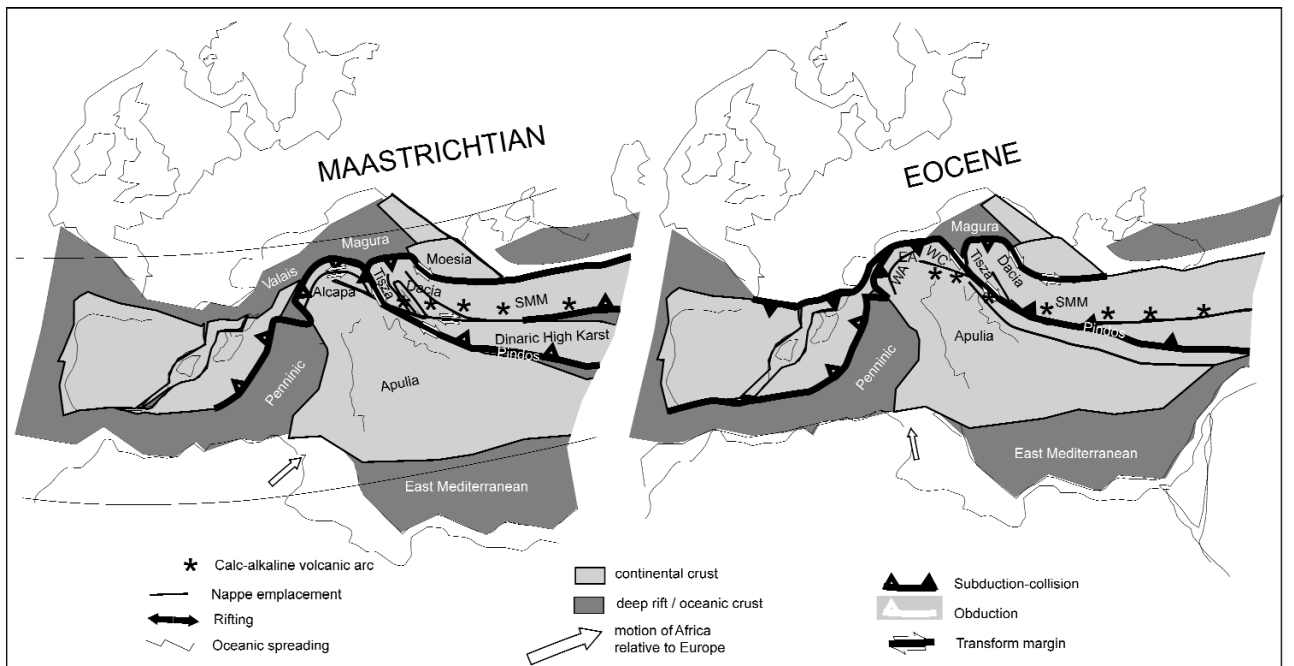 MAASTRICHTIAN
Magura
Valais
Moesia
Alcapa
Tisza
Dacia
SMM
Dinaric High Karst
Pindos
Penninic
Apulia
East Mediterranean
EOCENE
Magura
EA
WC
WA
Tisza
Dacia
SMM
Pindos
Apulia
Penninic
East Mediterranean
* Calc-alkaline volcanic arc
Nappe emplacement
Rifting
Oceanic spreading
continental crust
deep rift / oceanic crust
motion of Africa
relative to Europe
Subduction-collision
Obduction
Transform margin